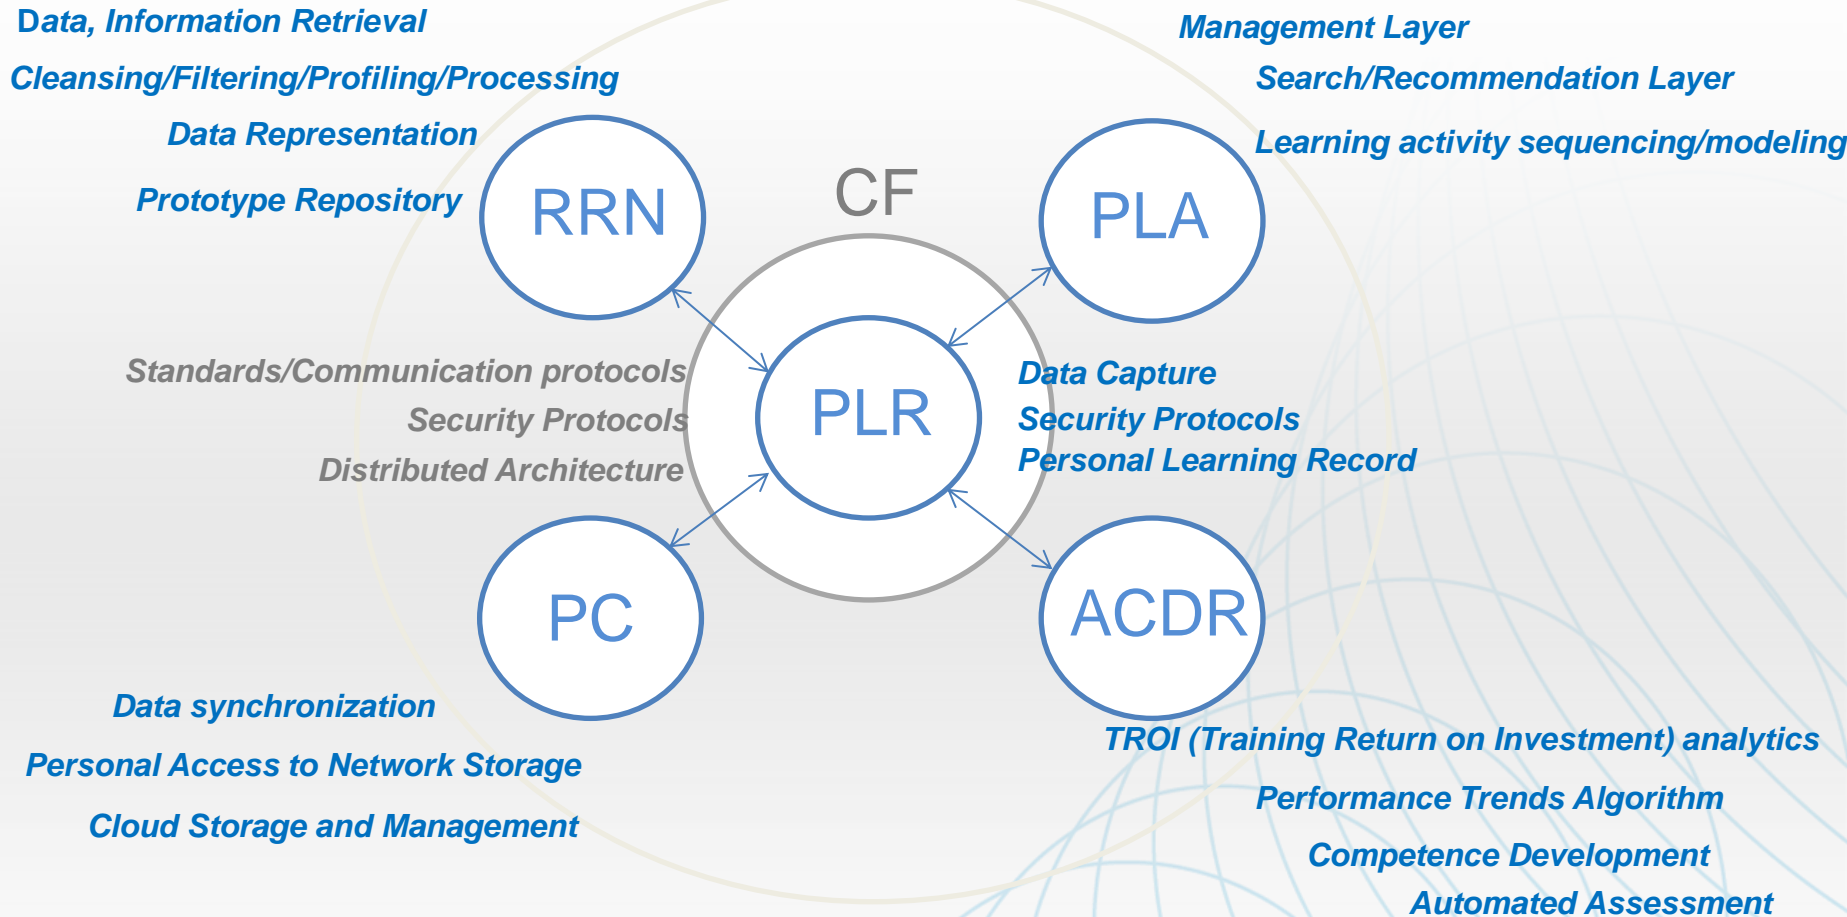 Data, Information Retrieval
Cleansing/Filtering/Profiling/Processing
Data Representation
Prototype Repository
RRN
CF
Management Layer
Search/Recommendation Layer
Learning activity sequencing/modeling
PLA
Standards/Communication protocols
Security Protocols
Distributed Architecture
PLR
Data Capture
Security Protocols
Personal Learning Record
PC
Data synchronization
Personal Access to Network Storage
Cloud Storage and Management
ACDR
TROI (Training Return on Investment) analytics
Performance Trends Algorithm
Competence Development
Automated Assessment